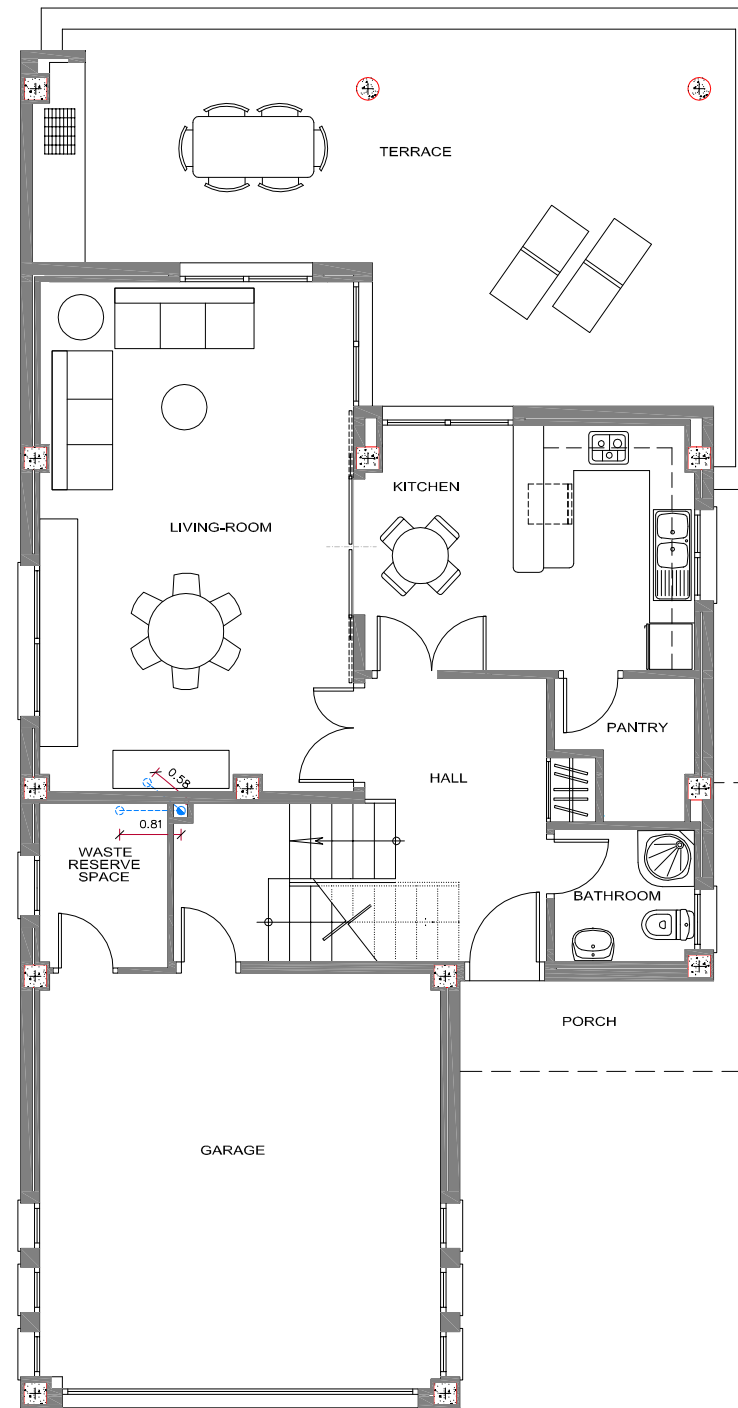 TERRACE
KITCHEN
LIVING-ROOM
PANTRY
HALL
0.58
0.81
WASTE
RESERVE
SPACE
BATHROOM
PORCH
GARAGE